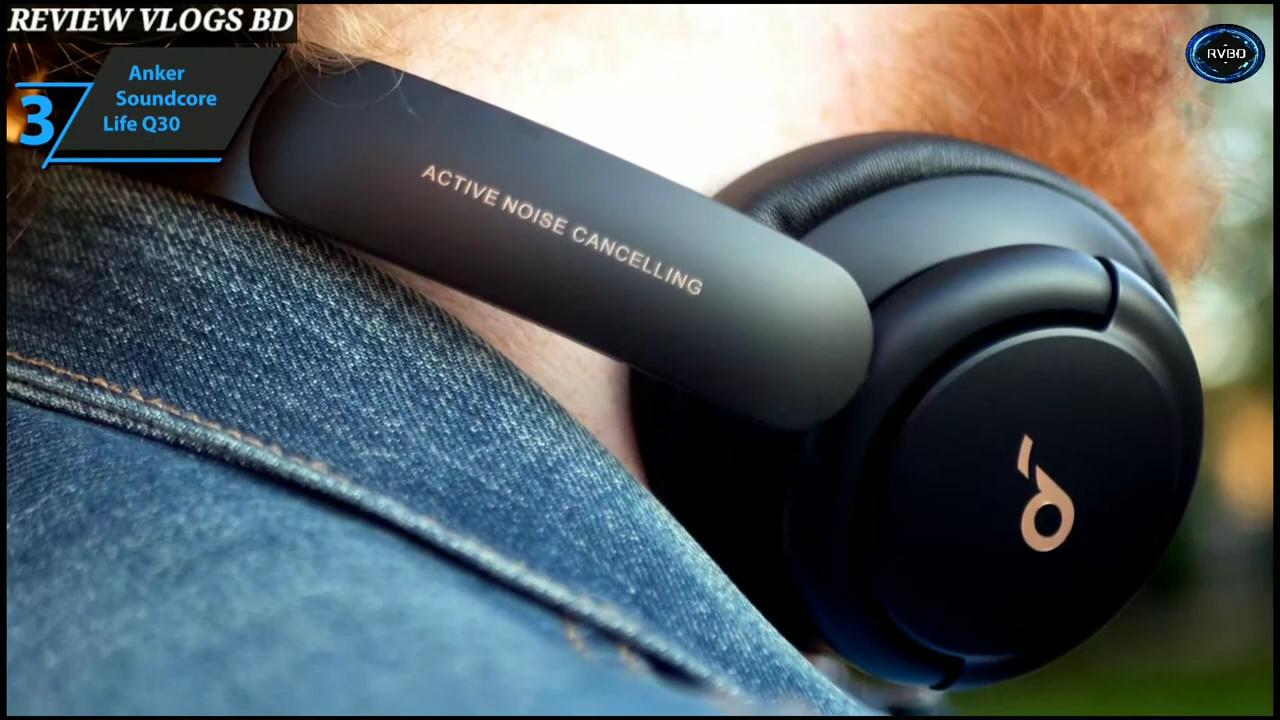 REVIEW VLOGS BD
RVBD
3
Anker
Soundcore
Life Q30
ACTIVE NOISE CANCELLING